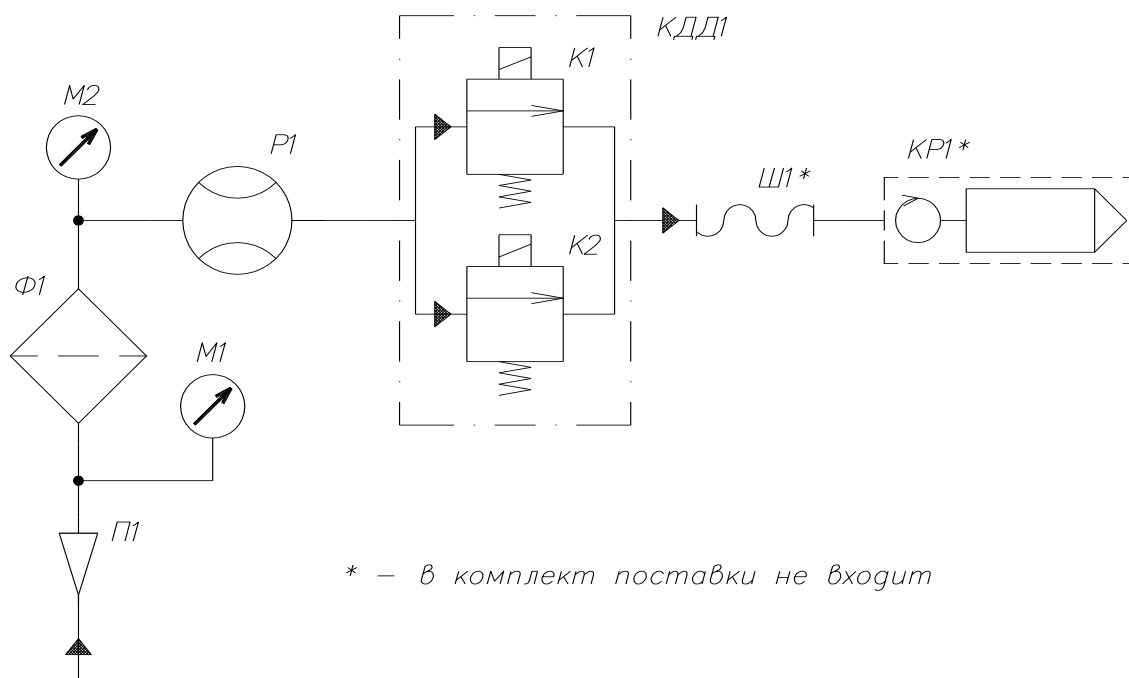 КДД1
К1
М2
Р1
КР1*
Ш1*
К2
Ф1
М1
П1
* – в комплект поставки не входит